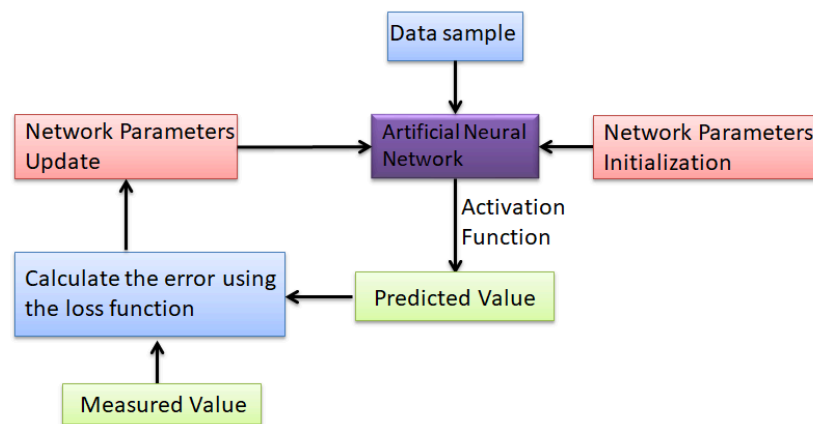 Data sample
Network Parameters
Update
Artificial Neural
Network
Network Parameters
Initialization
Activation
Function
Calculate the error using
the loss function
Predicted Value
Measured Value